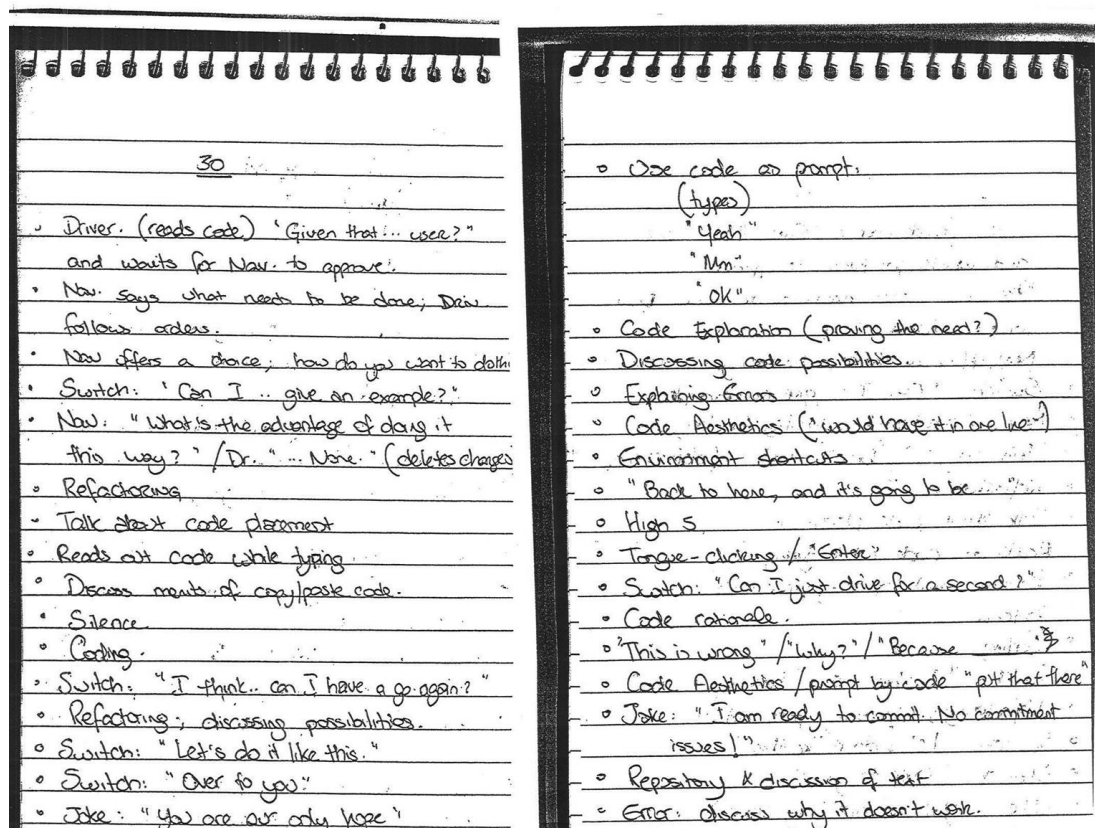 30
• Driver. (reads code) "Given that... user?"
and waits for Nav. to approve.
• Nav. says what needs to be done; Driv
follows orders.
• Nav offers a choice; how do you want to do thi
• Switch: "Can I .. give an example?"
• Nav: "What is the advantage of doing it
this way?" / Dr. "... None." (deletes changes
• Refactoring
• Talk about code placement
• Reads out code while typing.
• Discuss merits of copy/paste code.
• Silence
• Coding.
• Switch: "I think.. can I have a go again?"
• Refactoring; discussing possibilities.
• Switch: "Let's do it like this."
• Switch: "Over to you."
• Joke: "You are our only hope"
• Use code as prompt:
(types)
"Yeah"
"Mm"
"OK"
• Code Exploration (proving the need?)
• Discussing code possibilities.
• Explaining Errors
• Code Aesthetics ("would have it in one line")
• Environment shortcuts
• "Back to here, and it's going to be
• High 5
• Tongue-clicking / "Enter"
• Switch: "Can I just drive for a second?"
• Code rationale.
• "This is wrong" / "Why?" / "Because
• Code Aesthetics / prompt by code "put that there"
• Joke: "I am ready to commit. No commitment
issues!"
• Repository & discussion of test
• Error: discuss why it doesn't work.